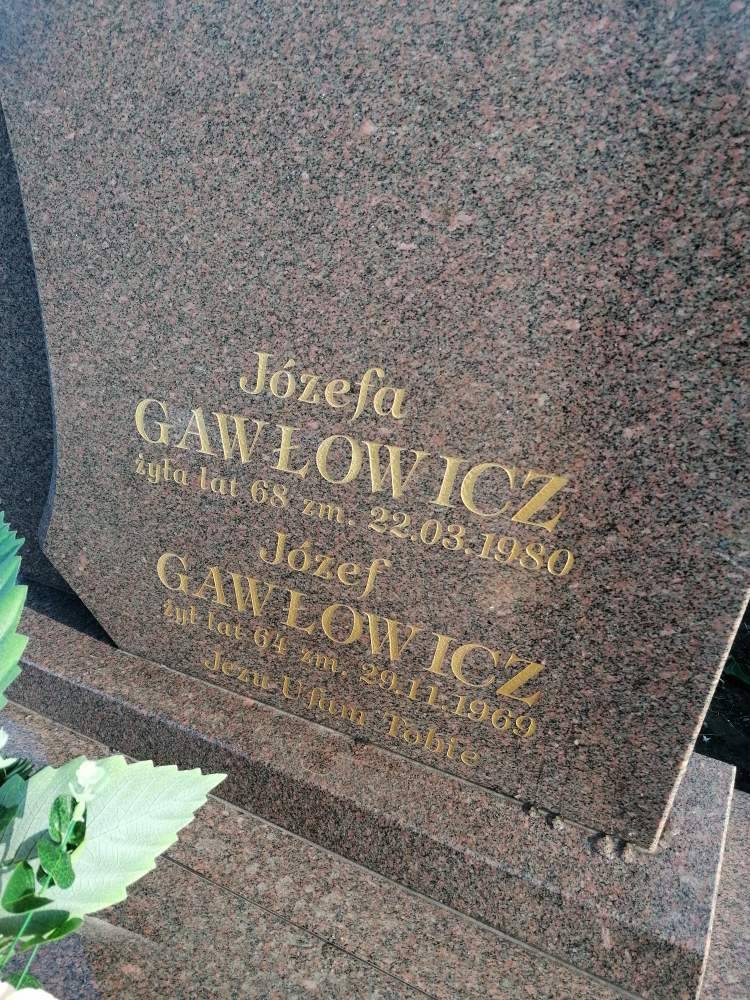 Józefa
GAWŁOWICZ
żyła lat 68 zm. 22.03.1980
Józef
GAWŁOWICZ
żył lat 64 zm. 29.11.1969
Jezu Ufam Tobie